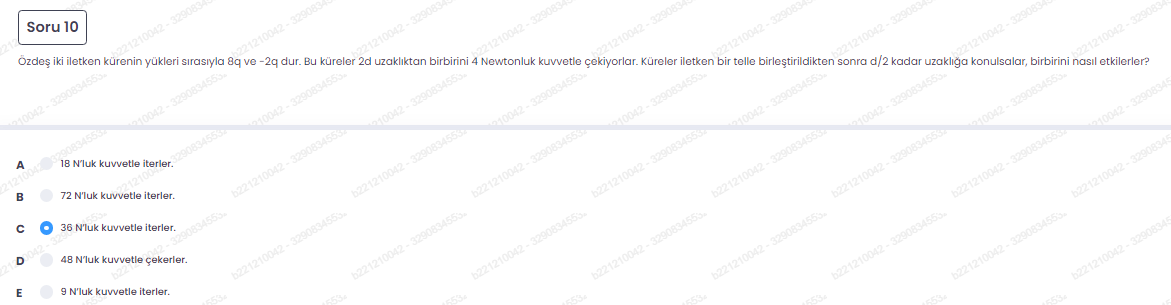 Soru 10
Özdeş iki iletken kürenin yükleri sırasıyla 8q ve -2q dur. Bu küreler 2d uzaklıktan birbirini 4 Newtonluk kuvvetle çekiyorlar. Küreler iletken bir telle birleştirildikten sonra d/2 kadar uzaklığa konulsalar, birbirini nasıl etkilerler?
A 18 N'luk kuvvetle iterler.
B 72 N'luk kuvvetle iterler.
C 36 N'luk kuvvetle iterler.
D 48 N'luk kuvvetle çekerler.
E 9 N'luk kuvvetle iterler.